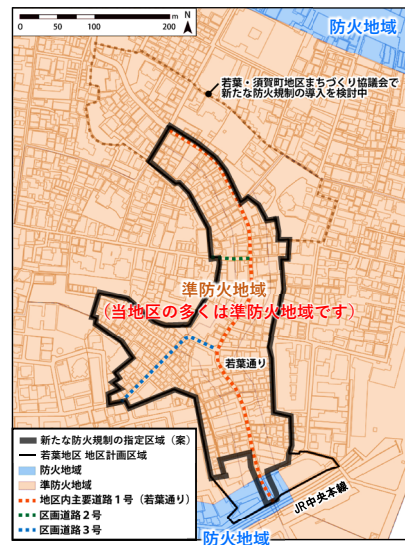 0 50 100 200 m N
防火地域
若葉・須賀町地区まちづくり協議会で
新たな防火規制の導入を検討中
準防火地域
(当地区の多くは準防火地域です)
若葉通り
新たな防火規制の指定区域（案）
若葉地区 地区計画区域
防火地域
準防火地域
地区内主要道路１号（若葉通り）
区画道路２号
区画道路３号
JR中央本線
防火地域